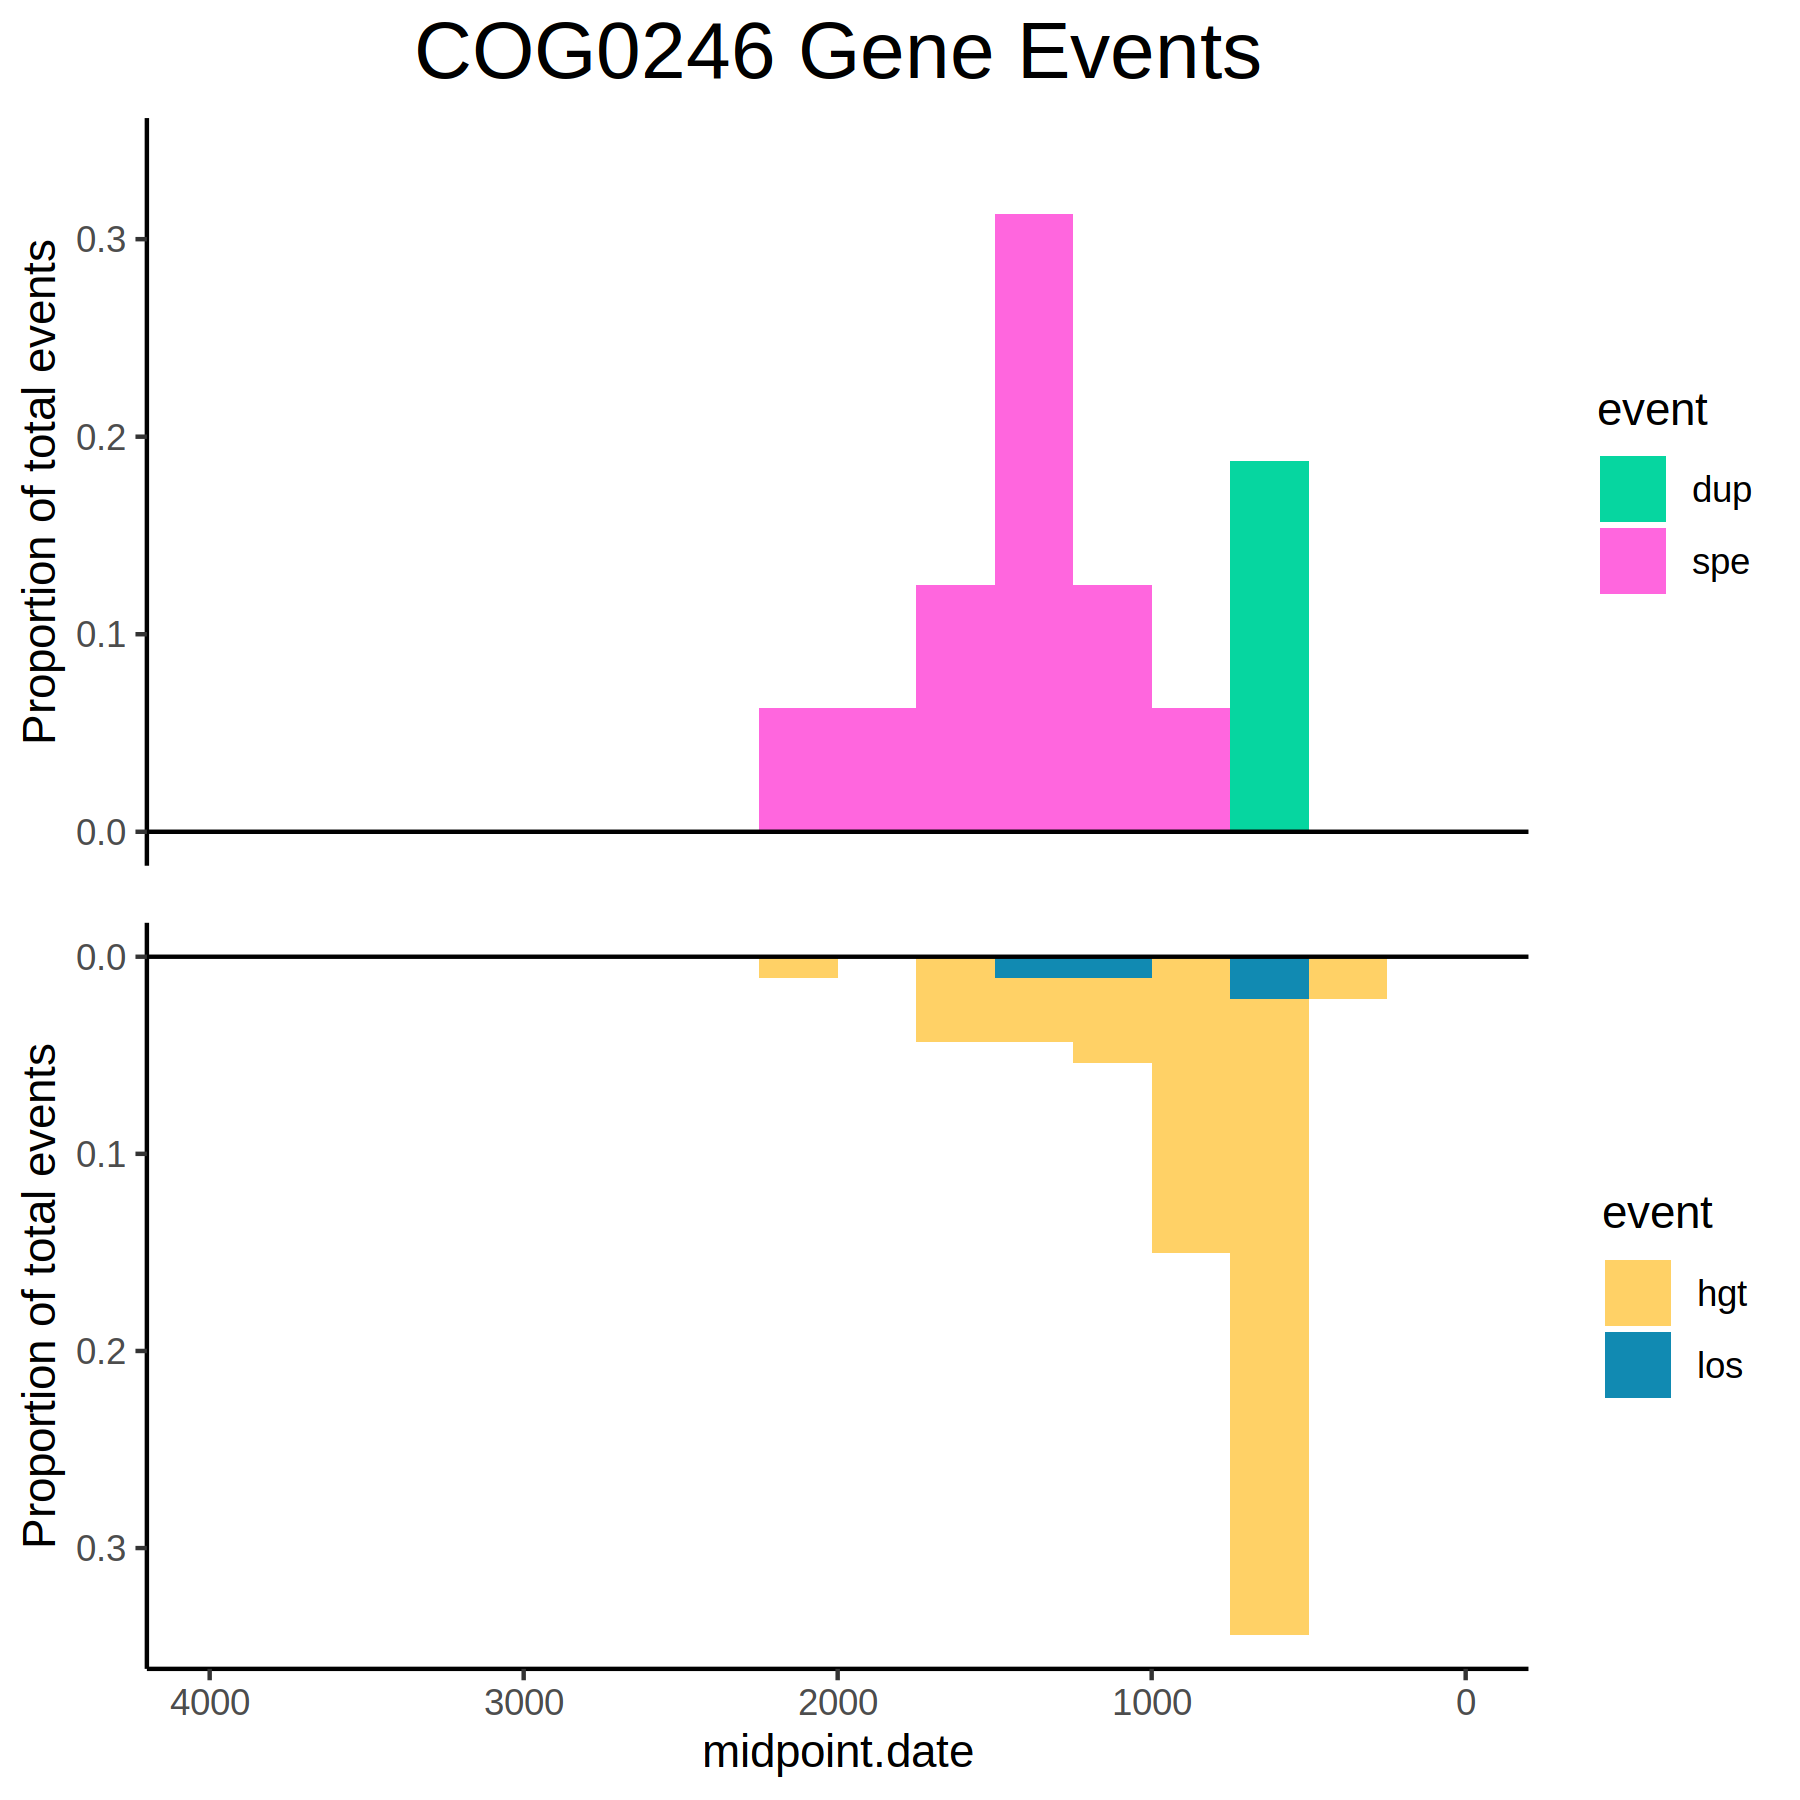 COG0246 Gene Events
Proportion of total events
0.3
0.2
0.1
0.0
event
dup
spe
Proportion of total events
0.0
0.1
0.2
0.3
event
hgt
los
4000 3000 2000 1000 0
midpoint.date